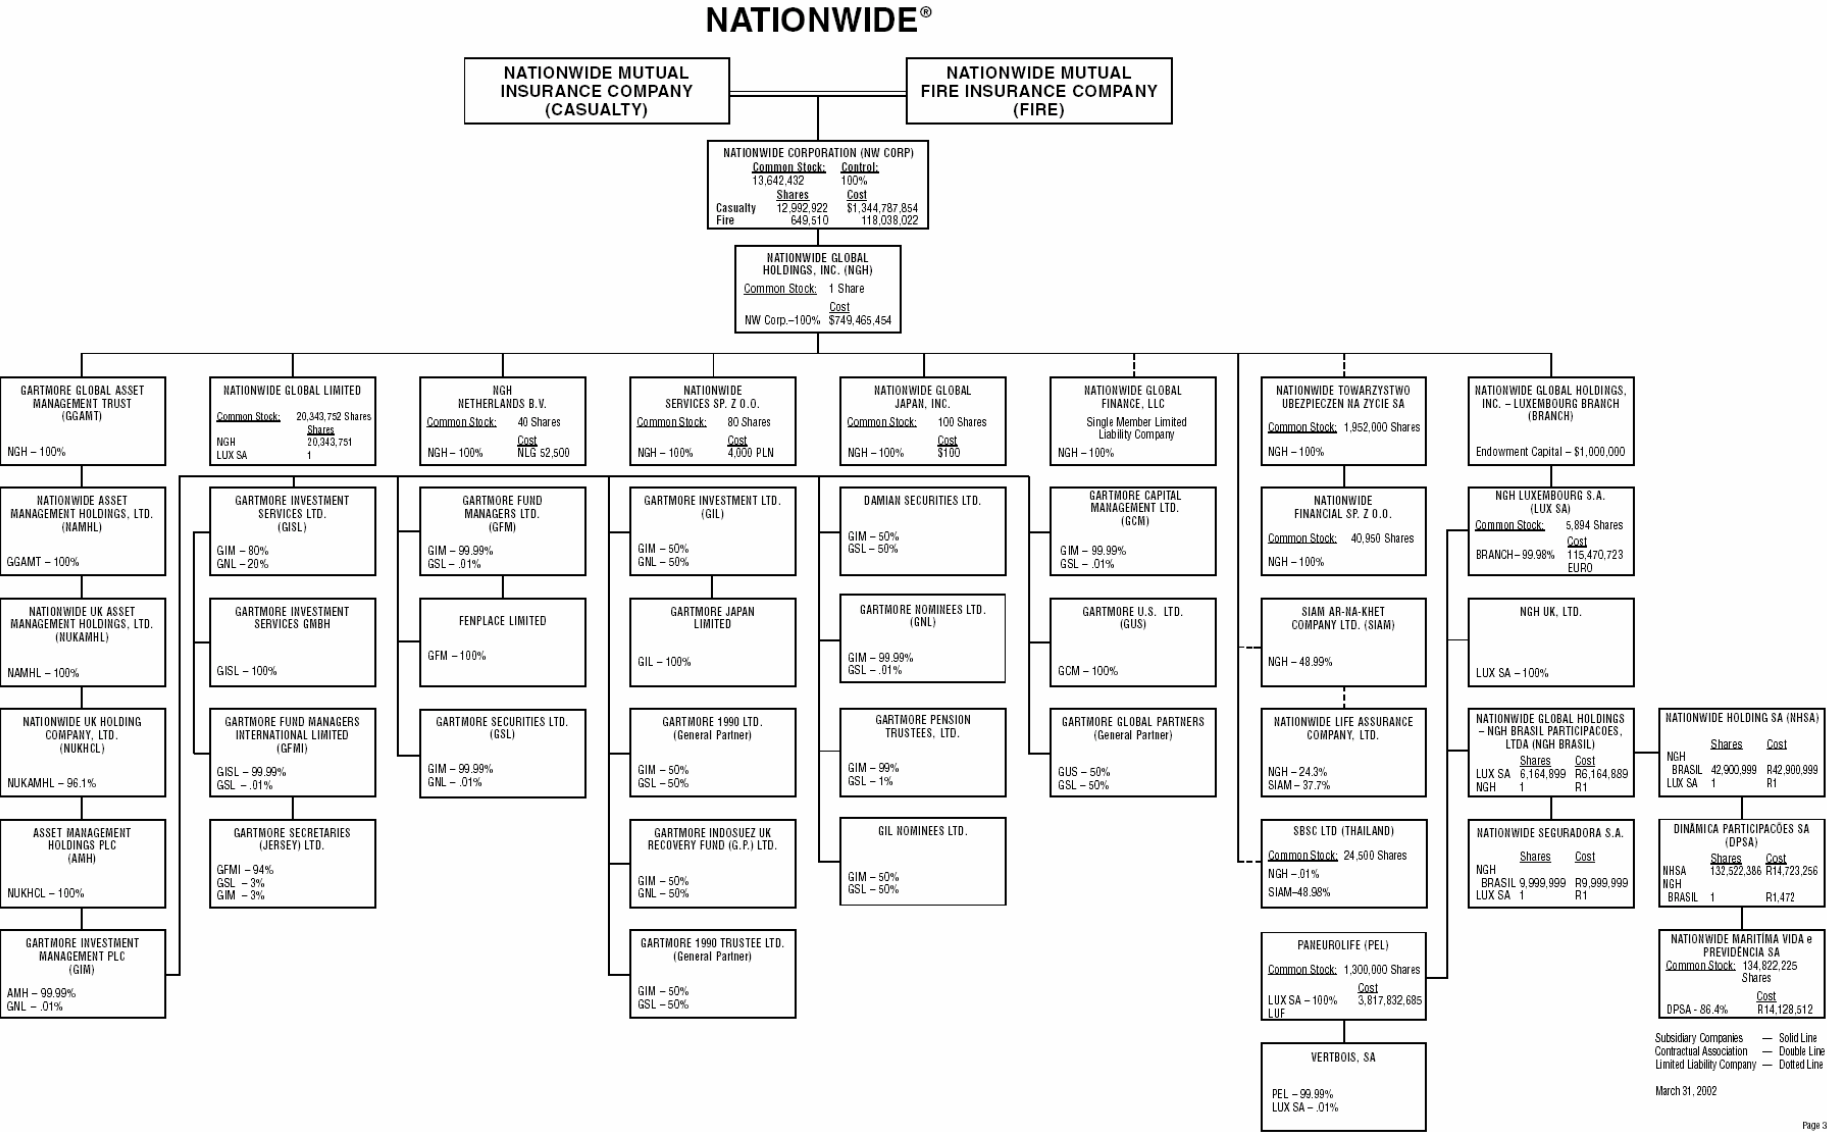 NATIONWIDE®
NATIONWIDE MUTUAL
INSURANCE COMPANY
(CASUALTY)
NATIONWIDE MUTUAL
FIRE INSURANCE COMPANY
(FIRE)
NATIONWIDE CORPORATION (NW CORP)
Common Stock: Control:
13,642,432 100%
Shares Cost
Casualty 12,992,922 $1,344,787,854
Fire 649,510 118,038,022
NATIONWIDE GLOBAL
HOLDINGS, INC. (NGH)
Common Stock: 1 Share
Cost
NW Corp.–100% $749,465,454
GARTMORE GLOBAL ASSET
MANAGEMENT TRUST
(GGAMT)
NGH – 100%
NATIONWIDE GLOBAL LIMITED
Common Stock: 20,343,752 Shares
Shares
NGH 20,343,751
LUX SA 1
NGH
NETHERLANDS B.V.
Common Stock: 40 Shares
Cost
NGH – 100% NLG 52,500
NATIONWIDE
SERVICES SP. Z O.O.
Common Stock: 80 Shares
Cost
NGH – 100% 4,000 PLN
NATIONWIDE GLOBAL
JAPAN, INC.
Common Stock: 100 Shares
Cost
NGH – 100% $100
NATIONWIDE GLOBAL
FINANCE, LLC
Single Member Limited
Liability Company
NGH – 100%
NATIONWIDE TOWARZYSTWO
UBEZPIECZEN NA ZYCIE SA
Common Stock: 1,952,000 Shares
NGH – 100%
NATIONWIDE GLOBAL HOLDINGS,
INC. – LUXEMBOURG BRANCH
(BRANCH)
Endowment Capital – $1,000,000
NATIONWIDE ASSET
MANAGEMENT HOLDINGS, LTD.
(NAMHL)
GGAMT – 100%
GARTMORE INVESTMENT
SERVICES LTD.
(GISL)
GIM – 80%
GNL – 20%
GARTMORE FUND
MANAGERS LTD.
(GFM)
GIM – 99.99%
GSL – .01%
GARTMORE INVESTMENT LTD.
(GIL)
GIM – 50%
GNL – 50%
DAMIAN SECURITIES LTD.
GIM – 50%
GSL – 50%
GARTMORE CAPITAL
MANAGEMENT LTD.
(GCM)
GIM – 99.99%
GSL – .01%
NATIONWIDE
FINANCIAL SP. Z O.O.
Common Stock: 40,950 Shares
NGH – 100%
NGH LUXEMBOURG S.A.
(LUX SA)
Common Stock: 5,894 Shares
Cost
BRANCH – 99.98% 115,470,723
EURO
NATIONWIDE UK ASSET
MANAGEMENT HOLDINGS, LTD.
(NUKAMHL)
NAMHL – 100%
GARTMORE INVESTMENT
SERVICES GMBH
GISL – 100%
FENPLACE LIMITED
GFM – 100%
GARTMORE JAPAN
LIMITED
GIL – 100%
GARTMORE NOMINEES LTD.
(GNL)
GIM – 99.99%
GSL – .01%
GARTMORE U.S. LTD.
(GUS)
GCM – 100%
SIAM AR-NA-KHET
COMPANY LTD. (SIAM)
NGH – 48.99%
NGH UK, LTD.
LUX SA – 100%
NATIONWIDE UK HOLDING
COMPANY, LTD.
(NUKHCL)
NUKAMHL – 96.1%
GARTMORE FUND MANAGERS
INTERNATIONAL LIMITED
(GFMI)
GISL – 99.99%
GSL – .01%
GARTMORE SECURITIES LTD.
(GSL)
GIM – 99.99%
GNL – .01%
GARTMORE 1990 LTD.
(General Partner)
GIM – 50%
GSL – 50%
GARTMORE PENSION
TRUSTEES, LTD.
GIM – 99%
GSL – 1%
GARTMORE GLOBAL PARTNERS
(General Partner)
GUS – 50%
GSL – 50%
NATIONWIDE LIFE ASSURANCE
COMPANY, LTD.
NGH – 24.3%
SIAM – 37.7%
NATIONWIDE GLOBAL HOLDINGS
– NGH BRASIL PARTICIPACOES,
LTDA (NGH BRASIL)
Shares Cost
LUX SA 6,164,899 R6,164,889
NGH 1 R1
NATIONWIDE HOLDING SA (NHSA)
Shares Cost
NGH
BRASIL 42,900,999 R42,900,999
LUX SA 1 R1
ASSET MANAGEMENT
HOLDINGS PLC
(AMH)
NUKHCL – 100%
GARTMORE SECRETARIES
(JERSEY) LTD.
GFMI – 94%
GSL – 3%
GIM – 3%
GARTMORE INDOSUEZ UK
RECOVERY FUND (G.P.) LTD.
GIM – 50%
GNL – 50%
GIL NOMINEES LTD.
GIM – 50%
GSL – 50%
SBSC LTD (THAILAND)
Common Stock: 24,500 Shares
NGH –.01%
SIAM–48.98%
NATIONWIDE SEGURADORA S.A.
Shares Cost
NGH
BRASIL 9,999,999 R9,999,999
LUX SA 1 R1
DINÂMICA PARTICIPACÕES SA
(DPSA)
Shares Cost
NHSA 132,522,386 R14,723,256
NGH
BRASIL 1 R1,472
GARTMORE INVESTMENT
MANAGEMENT PLC
(GIM)
AMH – 99.99%
GNL – .01%
GARTMORE 1990 TRUSTEE LTD.
(General Partner)
GIM – 50%
GSL – 50%
PANEUROLIFE (PEL)
Common Stock: 1,300,000 Shares
Cost
LUX SA – 100% 3,817,832,685
LUF
NATIONWIDE MARITÍMA VIDA e
PREVIDÊNCIA SA
Common Stock: 134,822,225
Shares
Cost
DPSA - 86.4% R14,128,512
VERTBOIS, SA
PEL – 99.99%
LUX SA – .01%
Subsidiary Companies — Solid Line
Contractual Association — Double Line
Limited Liability Company — Dotted Line
March 31, 2002
Page 3